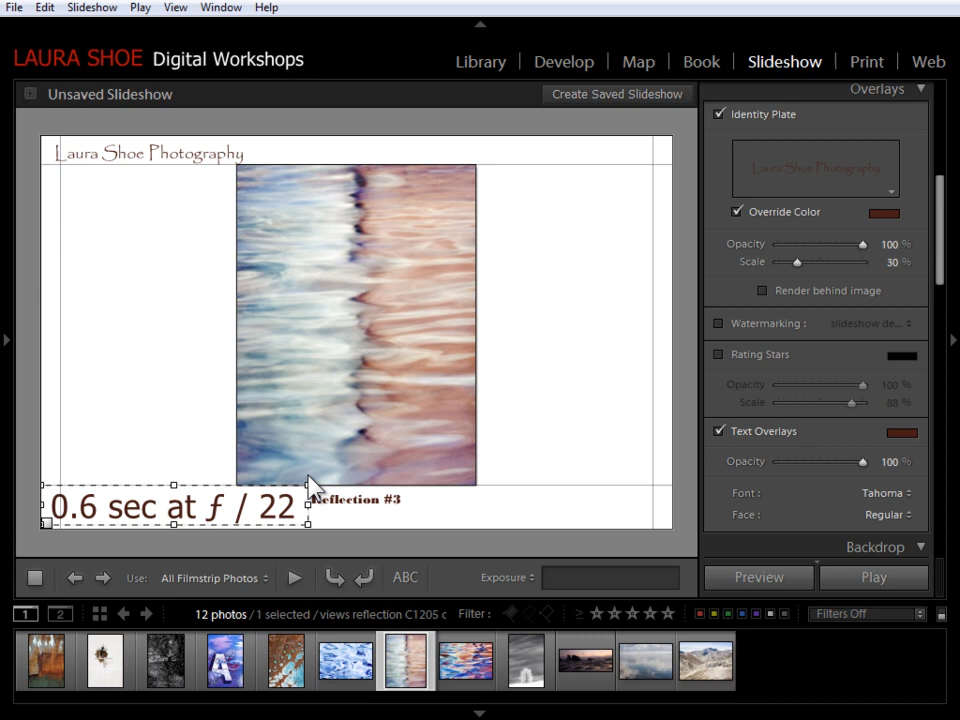 File Edit Slideshow Play View Window Help
LAURA SHOE Digital Workshops
Library Develop Map Book Slideshow Print Web
Unsaved Slideshow
Create Saved Slideshow
Overlays
Identity Plate
Laura Shoe Photography
Laura Shoe Photography
Override Color
Opacity 100 %
Scale 30 %
Render behind image
Watermarking : slideshow de...
Rating Stars
Opacity 100 %
Scale 88 %
Text Overlays
Opacity 100 %
Font : Tahoma
Face : Regular
0.6 sec at ƒ / 22
Reflection #3
Backdrop
Use: All Filmstrip Photos
ABC
Exposure
Preview
Play
1 2
12 photos / 1 selected / views reflection C1205 c
Filter :
≥
Filters Off